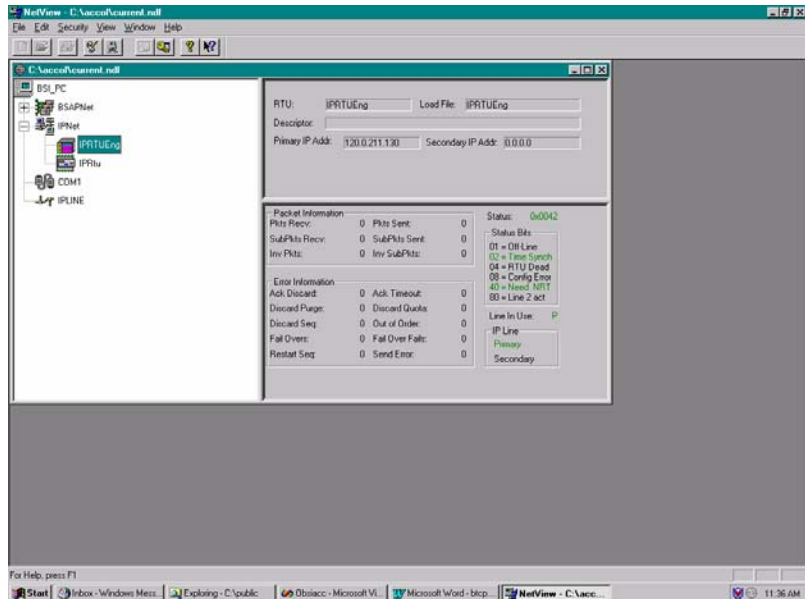 NetView - C:\accol\current.ndf
File Edit Security View Window Help
C:\accol\current.ndf
BSI_PC
BSAPNet
IPNet
IPRTUEng
IPRtu
COM1
IPLINE
RTU: IPRTUEng Load File: IPRTUEng
Descriptor:
Primary IP Addr: 120.0.211.130 Secondary IP Addr: 0.0.0.0
Packet Information
Pkts Recv: 0 Pkts Sent: 0
SubPkts Recv: 0 SubPkts Sent: 0
Inv Pkts: 0 Inv SubPkts: 0
Error Information
Ack Discard: 0 Ack Timeout: 0
Discard Purge: 0 Discard Quota: 0
Discard Seq: 0 Out of Order: 0
Fail Overs: 0 Fail Over Fails: 0
Restart Seq: 0 Send Error: 0
Status: 0x0042
Status Bits
01 = Off-Line
02 = Time Synch
04 = RTU Dead
08 = Config Error
40 = Need NRT
80 = Line 2 act
Line In Use: P
IP Line
Primary
Secondary
For Help, press F1
Start Inbox - Windows Mess... Exploring - C:\public Obsiacc - Microsoft Vi... Microsoft Word - btcp... NetView - C:\acc... 11:36 AM